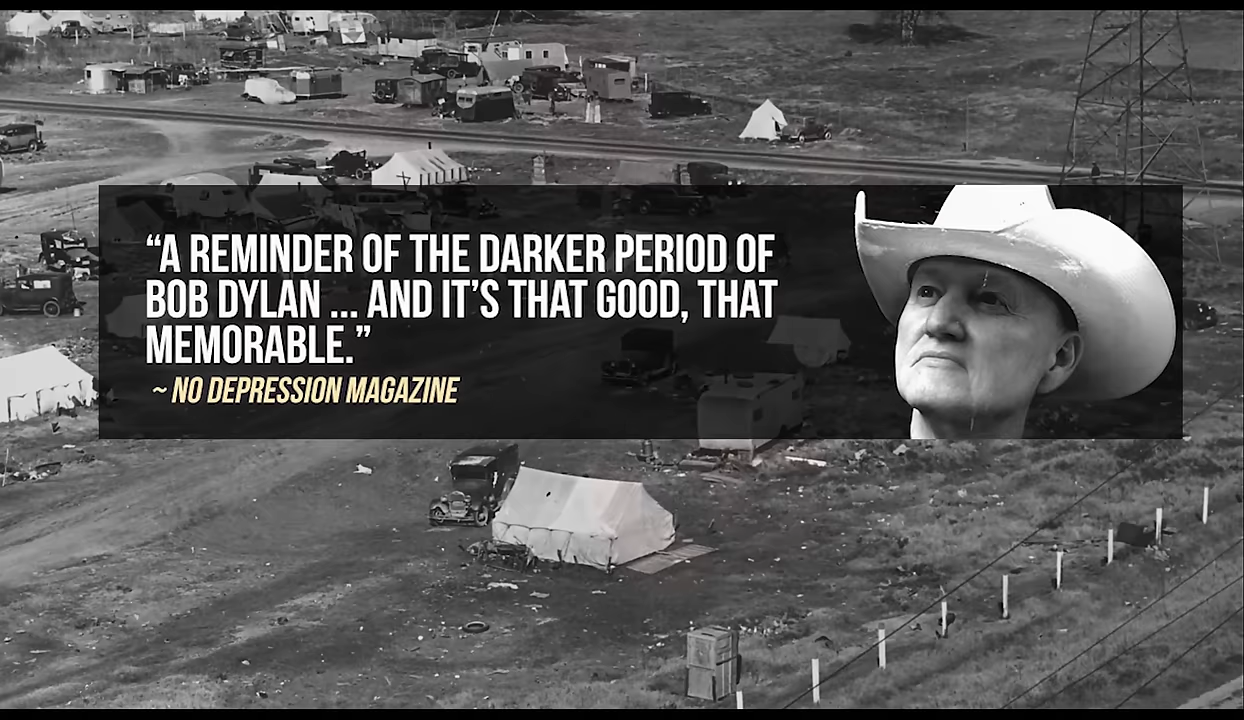 “A REMINDER OF THE DARKER PERIOD OF
BOB DYLAN ... AND IT’S THAT GOOD, THAT
MEMORABLE.”
~ NO DEPRESSION MAGAZINE